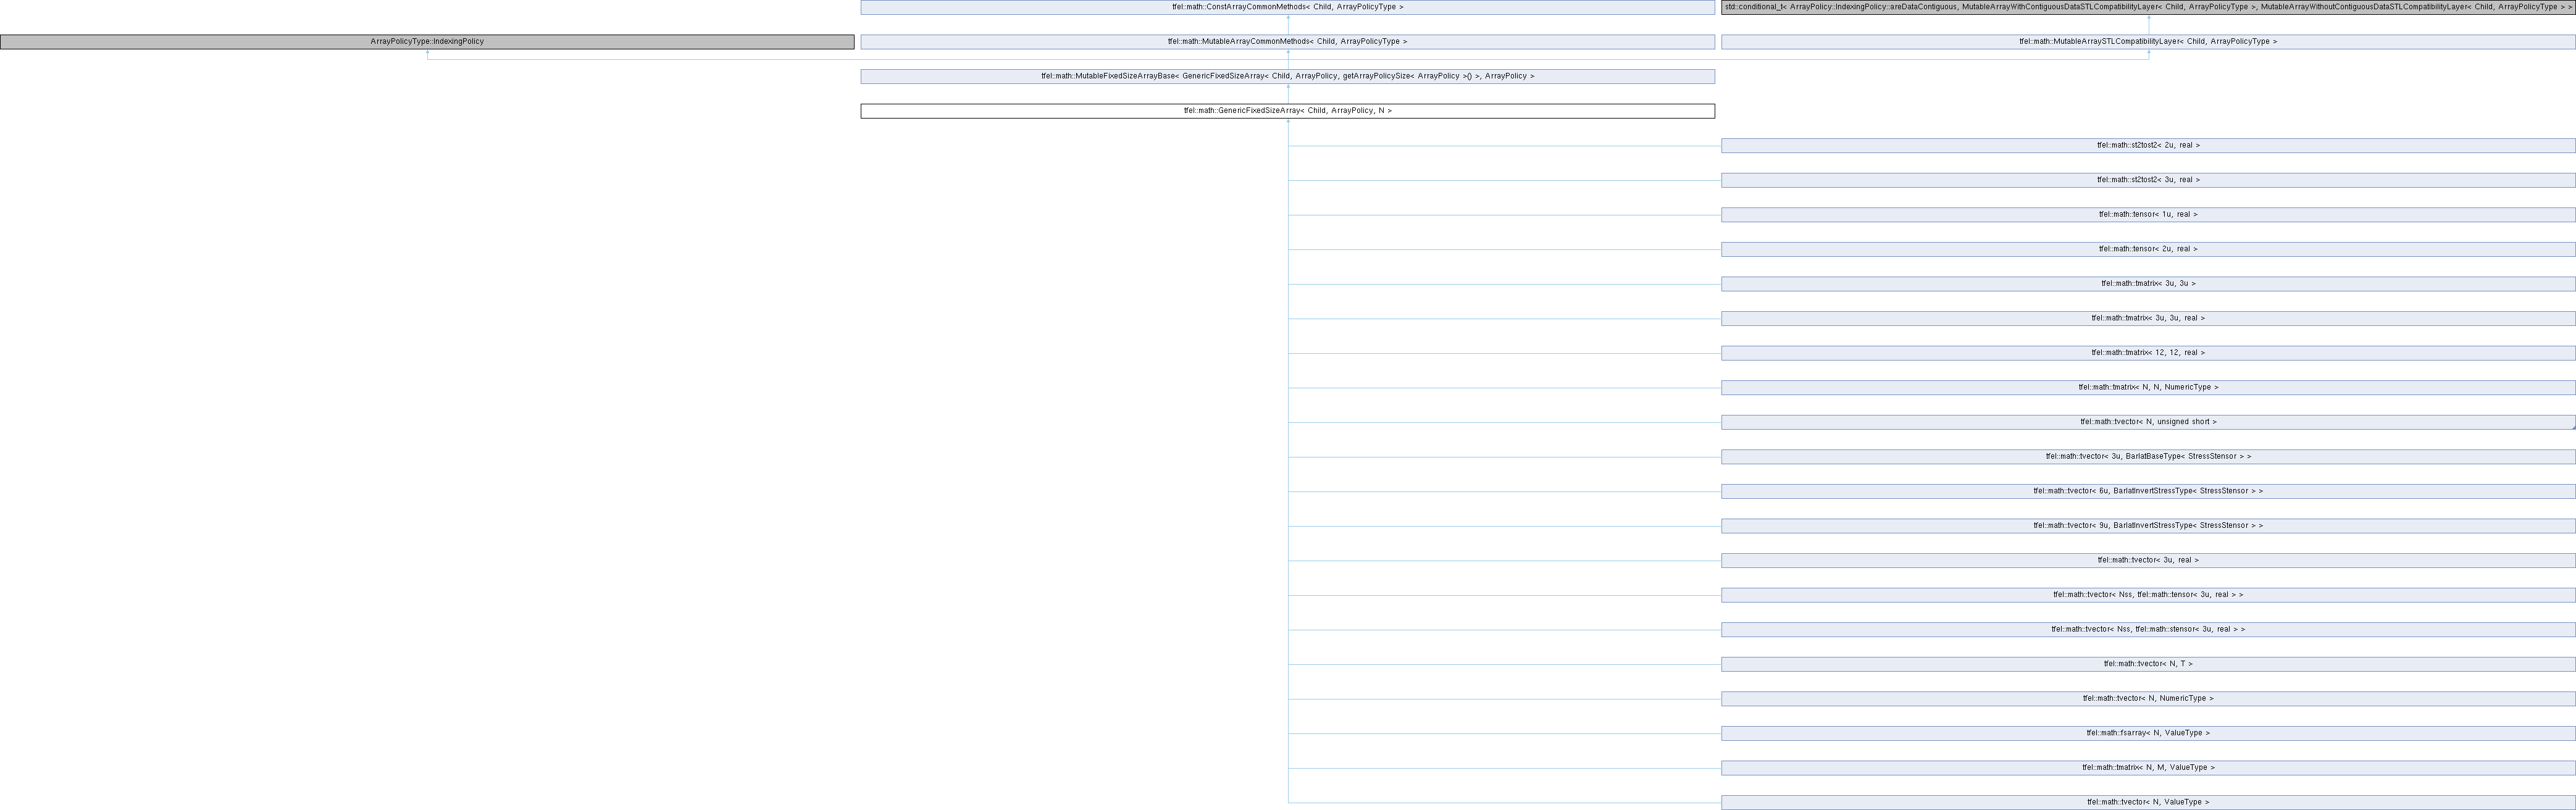 tfel::math::ConstArrayCommonMethods< Child, ArrayPolicyType >
std::conditional_t< ArrayPolicy::IndexingPolicy::areDataContiguous, MutableArrayWithContiguousDataSTLCompatibilityLayer< Child, ArrayPolicyType >, MutableArrayWithoutContiguousDataSTLCompatibilityLayer< Child, ArrayPolicyType > >
ArrayPolicyType::IndexingPolicy
tfel::math::MutableArrayCommonMethods< Child, ArrayPolicyType >
tfel::math::MutableArraySTLCompatibilityLayer< Child, ArrayPolicyType >
tfel::math::MutableFixedSizeArrayBase< GenericFixedSizeArray< Child, ArrayPolicy, getArrayPolicySize< ArrayPolicy >() >, ArrayPolicy >
tfel::math::GenericFixedSizeArray< Child, ArrayPolicy, N >
tfel::math::st2tost2< 2u, real >
tfel::math::st2tost2< 3u, real >
tfel::math::tensor< 1u, real >
tfel::math::tensor< 2u, real >
tfel::math::tmatrix< 3u, 3u >
tfel::math::tmatrix< 3u, 3u, real >
tfel::math::tmatrix< 12, 12, real >
tfel::math::tmatrix< N, N, NumericType >
tfel::math::tvector< N, unsigned short >
tfel::math::tvector< 3u, BarlatBaseType< StressStensor > >
tfel::math::tvector< 6u, BarlatInvertStressType< StressStensor > >
tfel::math::tvector< 9u, BarlatInvertStressType< StressStensor > >
tfel::math::tvector< 3u, real >
tfel::math::tvector< Nss, tfel::math::tensor< 3u, real > >
tfel::math::tvector< Nss, tfel::math::stensor< 3u, real > >
tfel::math::tvector< N, T >
tfel::math::tvector< N, NumericType >
tfel::math::fsarray< N, ValueType >
tfel::math::tmatrix< N, M, ValueType >
tfel::math::tvector< N, ValueType >